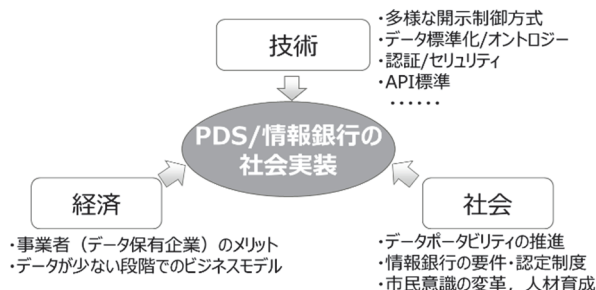 技術
・多様な開示制御方式
・データ標準化/オントロジー
・認証/セキュリティ
・API標準
・・・・・・
PDS/情報銀行の
社会実装
経済
・事業者（データ保有企業）のメリット
・データが少ない段階でのビジネスモデル
社会
・データポータビリティの推進
・情報銀行の要件・認定制度
・市民意識の変革，人材育成